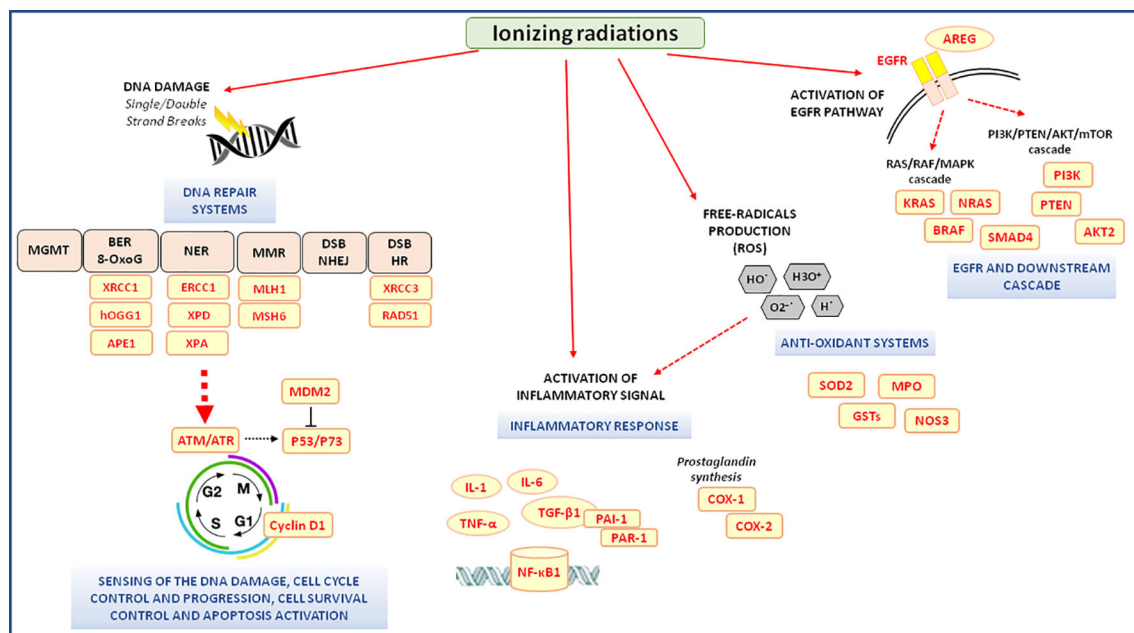 Ionizing radiations
DNA DAMAGE
Single/Double
Strand Breaks
DNA REPAIR
SYSTEMS
MGMT
BER
8-OxoG
NER
MMR
DSB
NHEJ
DSB
HR
XRCC1
ERCC1
MLH1
XRCC3
hOGG1
XPD
MSH6
RAD51
APE1
XPA
MDM2
ATM/ATR
P53/P73
G2
M
S
G1
Cyclin D1
SENSING OF THE DNA DAMAGE, CELL CYCLE
CONTROL AND PROGRESSION, CELL SURVIVAL
CONTROL AND APOPTOSIS ACTIVATION
ACTIVATION OF
INFLAMMATORY SIGNAL
INFLAMMATORY RESPONSE
IL-1
IL-6
TNF-α
TGF-β1
PAI-1
PAR-1
NF-κB1
Prostaglandin
synthesis
COX-1
COX-2
FREE-RADICALS
PRODUCTION
(ROS)
HO˙
H3O⁺
O2⁻˙
H˙
ANTI-OXIDANT SYSTEMS
SOD2
MPO
GSTs
NOS3
AREG
EGFR
ACTIVATION OF
EGFR PATHWAY
PI3K/PTEN/AKT/mTOR
cascade
RAS/RAF/MAPK
cascade
PI3K
KRAS
NRAS
PTEN
BRAF
SMAD4
AKT2
EGFR AND DOWNSTREAM
CASCADE